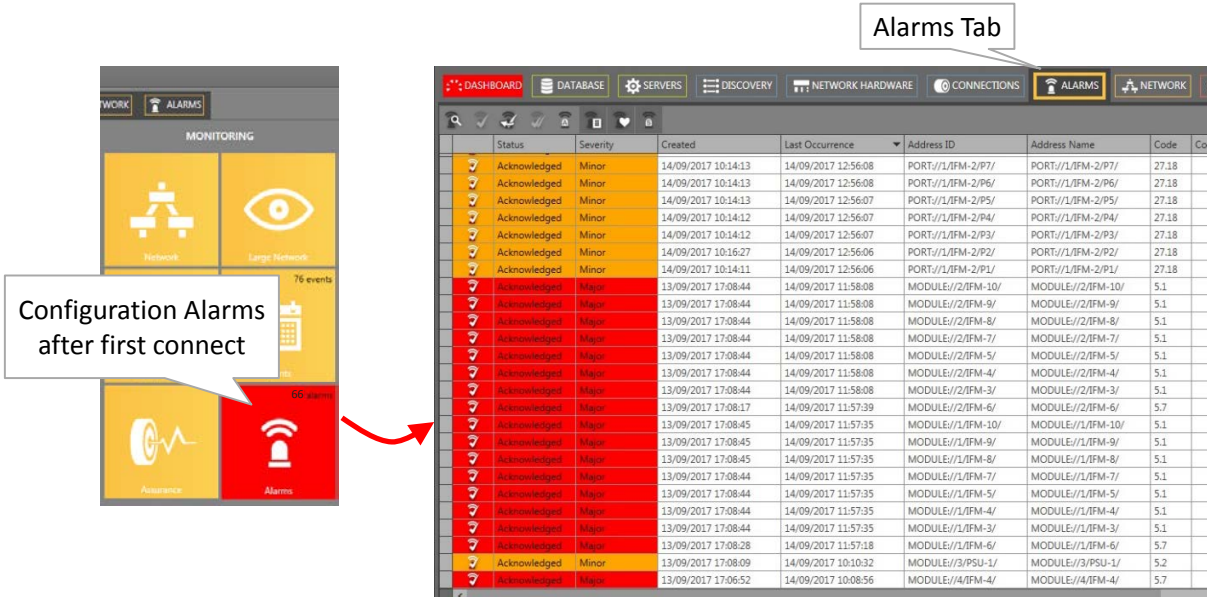 Alarms Tab
WORK ALARMS
MONITORING
Network Large Network
76 events
Configuration Alarms
after first connect
66 alarms
Assurance Alarms
DASHBOARD DATABASE SERVERS DISCOVERY NETWORK HARDWARE CONNECTIONS ALARMS NETWORK
Status Severity Created Last Occurrence Address ID Address Name Code Co
Acknowledged Minor 14/09/2017 10:14:13 14/09/2017 12:56:08 PORT://1/IFM-2/P7/ PORT://1/IFM-2/P7/ 27.18
Acknowledged Minor 14/09/2017 10:14:13 14/09/2017 12:56:08 PORT://1/IFM-2/P6/ PORT://1/IFM-2/P6/ 27.18
Acknowledged Minor 14/09/2017 10:14:13 14/09/2017 12:56:07 PORT://1/IFM-2/P5/ PORT://1/IFM-2/P5/ 27.18
Acknowledged Minor 14/09/2017 10:14:12 14/09/2017 12:56:07 PORT://1/IFM-2/P4/ PORT://1/IFM-2/P4/ 27.18
Acknowledged Minor 14/09/2017 10:14:12 14/09/2017 12:56:07 PORT://1/IFM-2/P3/ PORT://1/IFM-2/P3/ 27.18
Acknowledged Minor 14/09/2017 10:16:27 14/09/2017 12:56:06 PORT://1/IFM-2/P2/ PORT://1/IFM-2/P2/ 27.18
Acknowledged Minor 14/09/2017 10:14:11 14/09/2017 12:56:06 PORT://1/IFM-2/P1/ PORT://1/IFM-2/P1/ 27.18
Acknowledged Major 13/09/2017 17:08:44 14/09/2017 11:58:08 MODULE://2/IFM-10/ MODULE://2/IFM-10/ 5.1
Acknowledged Major 13/09/2017 17:08:44 14/09/2017 11:58:08 MODULE://2/IFM-9/ MODULE://2/IFM-9/ 5.1
Acknowledged Major 13/09/2017 17:08:44 14/09/2017 11:58:08 MODULE://2/IFM-8/ MODULE://2/IFM-8/ 5.1
Acknowledged Major 13/09/2017 17:08:44 14/09/2017 11:58:08 MODULE://2/IFM-7/ MODULE://2/IFM-7/ 5.1
Acknowledged Major 13/09/2017 17:08:44 14/09/2017 11:58:08 MODULE://2/IFM-5/ MODULE://2/IFM-5/ 5.1
Acknowledged Major 13/09/2017 17:08:44 14/09/2017 11:58:08 MODULE://2/IFM-4/ MODULE://2/IFM-4/ 5.1
Acknowledged Major 13/09/2017 17:08:44 14/09/2017 11:58:08 MODULE://2/IFM-3/ MODULE://2/IFM-3/ 5.1
Acknowledged Major 13/09/2017 17:08:17 14/09/2017 11:57:39 MODULE://2/IFM-6/ MODULE://2/IFM-6/ 5.7
Acknowledged Major 13/09/2017 17:08:45 14/09/2017 11:57:35 MODULE://1/IFM-10/ MODULE://1/IFM-10/ 5.1
Acknowledged Major 13/09/2017 17:08:45 14/09/2017 11:57:35 MODULE://1/IFM-9/ MODULE://1/IFM-9/ 5.1
Acknowledged Major 13/09/2017 17:08:45 14/09/2017 11:57:35 MODULE://1/IFM-8/ MODULE://1/IFM-8/ 5.1
Acknowledged Major 13/09/2017 17:08:44 14/09/2017 11:57:35 MODULE://1/IFM-7/ MODULE://1/IFM-7/ 5.1
Acknowledged Major 13/09/2017 17:08:44 14/09/2017 11:57:35 MODULE://1/IFM-5/ MODULE://1/IFM-5/ 5.1
Acknowledged Major 13/09/2017 17:08:44 14/09/2017 11:57:35 MODULE://1/IFM-4/ MODULE://1/IFM-4/ 5.1
Acknowledged Major 13/09/2017 17:08:44 14/09/2017 11:57:35 MODULE://1/IFM-3/ MODULE://1/IFM-3/ 5.1
Acknowledged Major 13/09/2017 17:08:28 14/09/2017 11:57:18 MODULE://1/IFM-6/ MODULE://1/IFM-6/ 5.7
Acknowledged Minor 13/09/2017 17:08:09 14/09/2017 10:10:32 MODULE://3/PSU-1/ MODULE://3/PSU-1/ 5.2
Acknowledged Major 13/09/2017 17:06:52 14/09/2017 10:08:56 MODULE://4/IFM-4/ MODULE://4/IFM-4/ 5.7